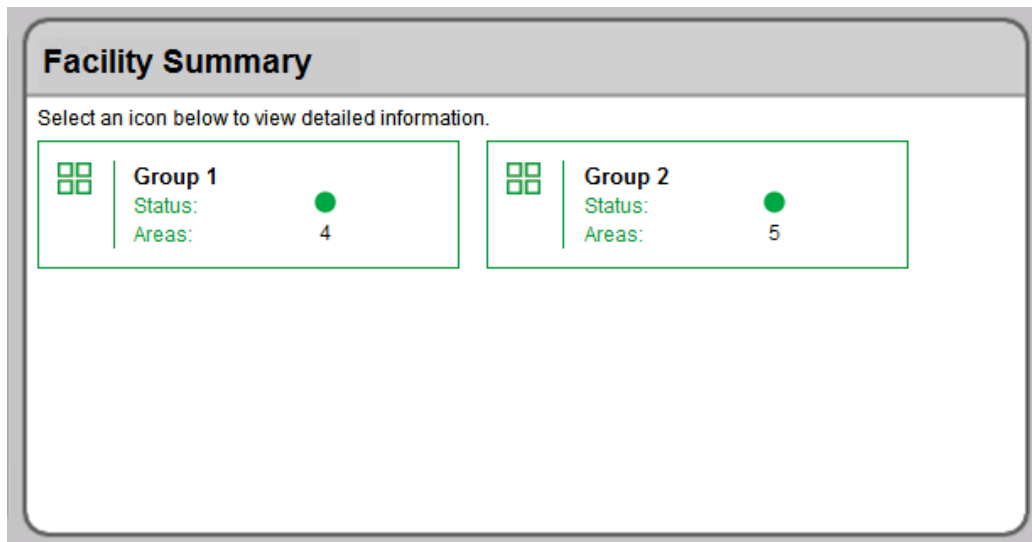 Facility Summary
Select an icon below to view detailed information.
Group 1
Status:
Areas: 4
Group 2
Status:
Areas: 5